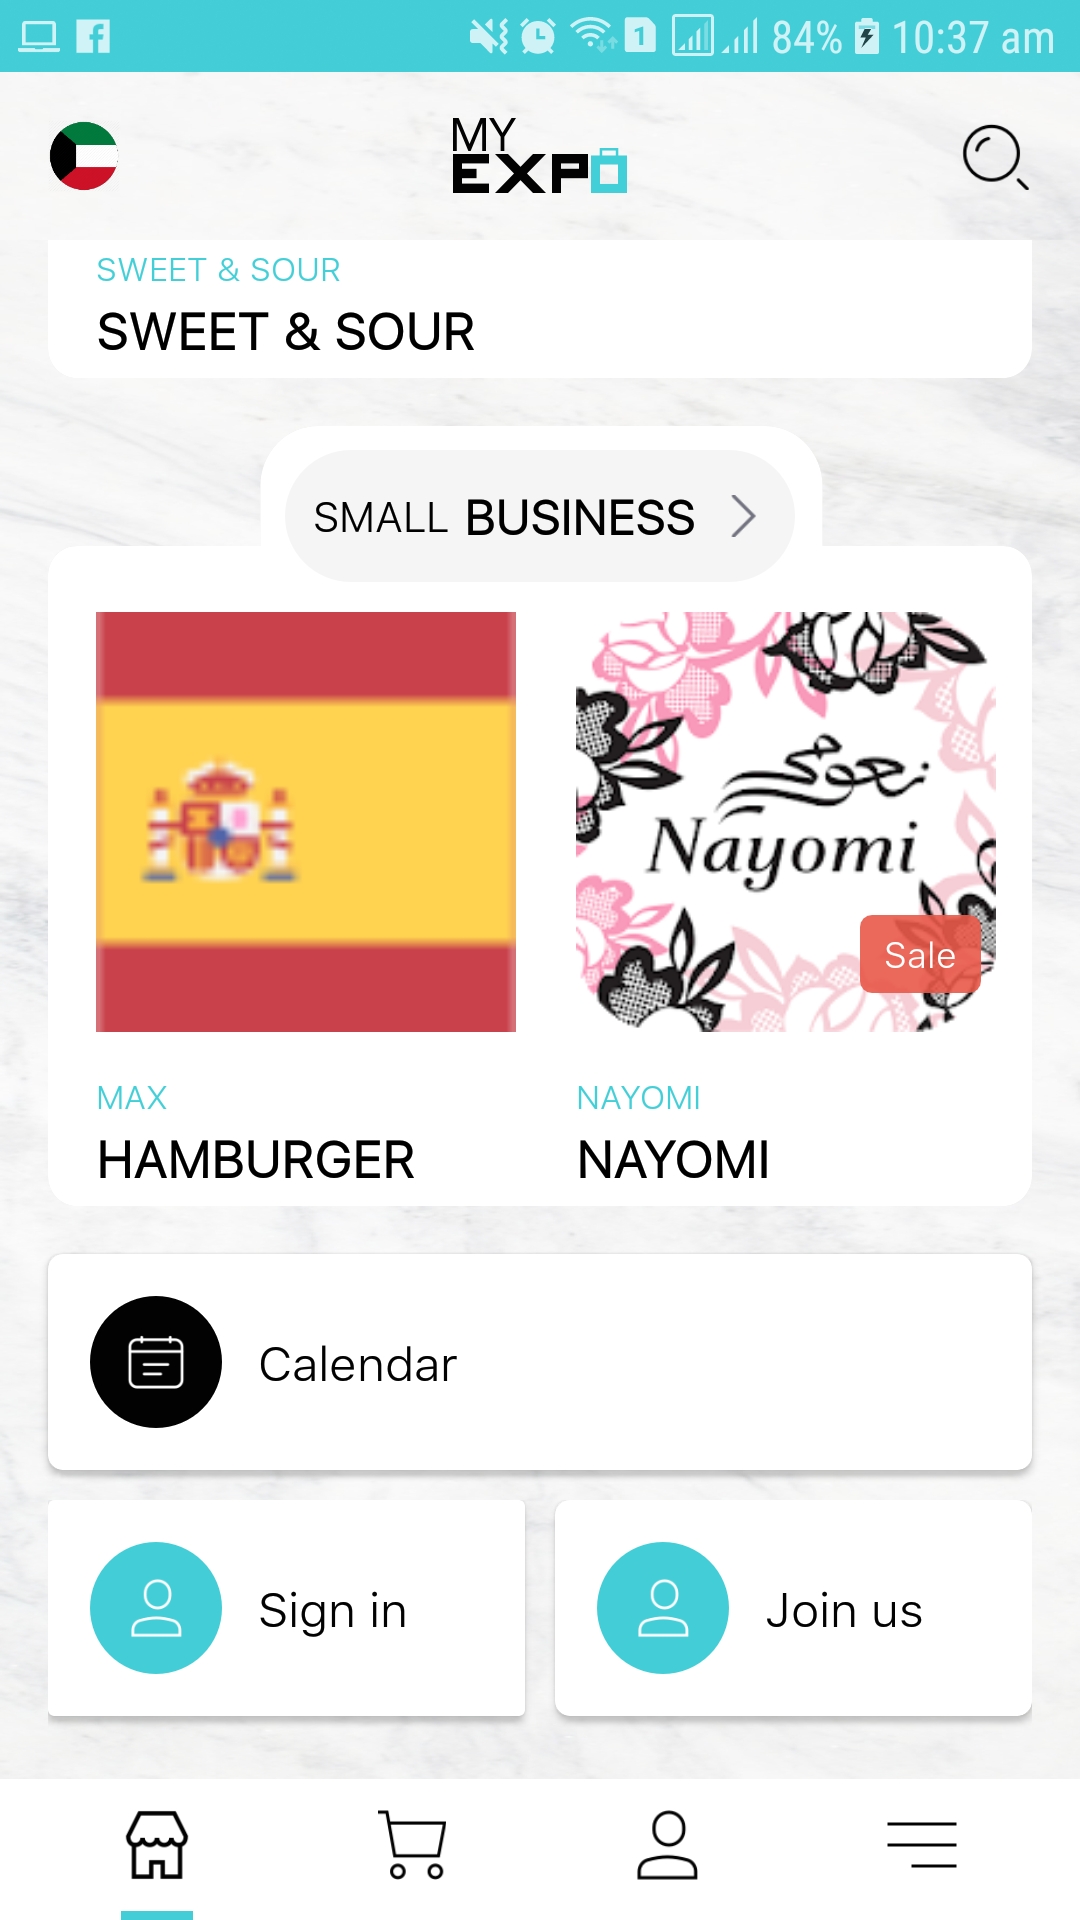 1 84% 10:37 am
MY
EXPO
SWEET & SOUR
SWEET & SOUR
SMALL BUSINESS
نعومي
Nayomi
Sale
MAX
HAMBURGER
NAYOMI
NAYOMI
Calendar
Sign in
Join us